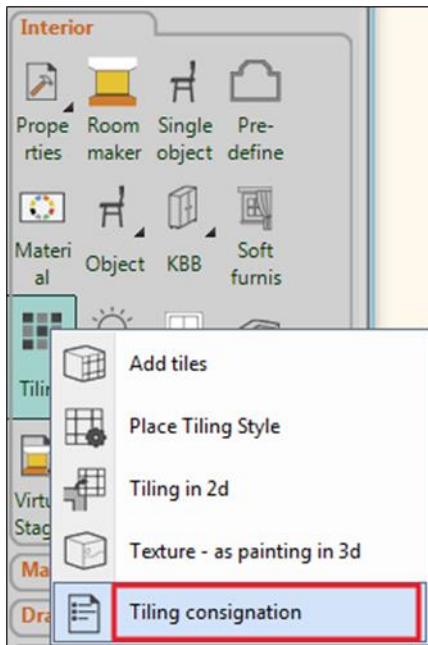 Interior
Prope Room Single Pre-
rties maker object define
Materi Object KBB Soft
al furnis
Add tiles
Place Tiling Style
Tiling in 2d
Texture - as painting in 3d
Tiling consignation